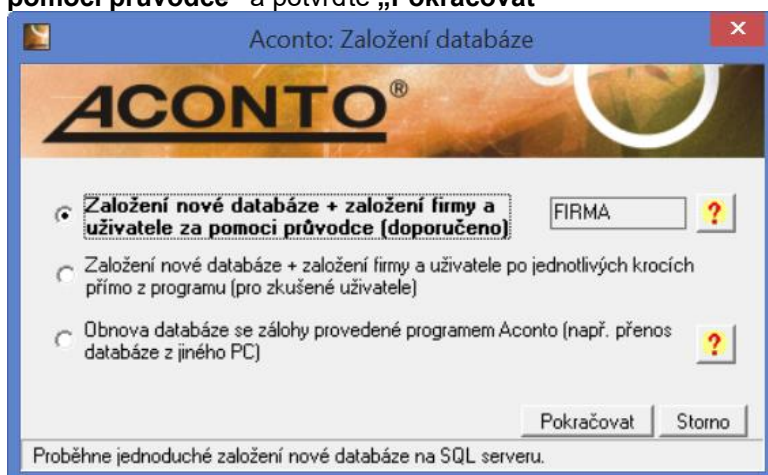 pomocí průvodce“ a potvrďte „Pokračovat“
Aconto: Založení databáze
ACONTO®
Založení nové databáze + založení firmy a
uživatele za pomoci průvodce (doporučeno)
FIRMA
?
Založení nové databáze + založení firmy a uživatele po jednotlivých krocích
přímo z programu (pro zkušené uživatele)
Obnova databáze se zálohy provedené programem Aconto (např. přenos
databáze z jiného PC)
?
Pokračovat
Storno
Proběhne jednoduché založení nové databáze na SQL serveru.